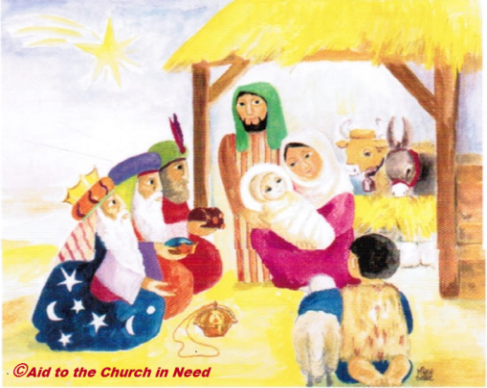 ©Aid to the Church in Need